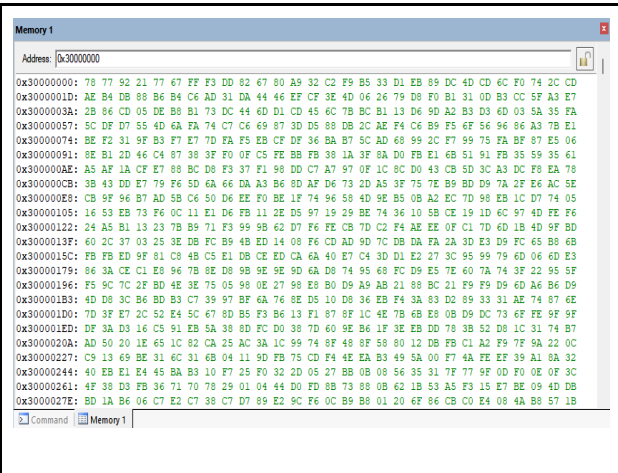 Memory 1
Address: 0x30000000
0x30000000: 78 77 92 21 77 67 FF F3 DD 82 67 80 A9 32 C2 F9 B5 33 D1 EB 89 DC 4D CD 6C F0 74 2C CD
0x3000001D: AE B4 DB 88 B6 B4 C6 AD 31 DA 44 46 EF CF 3E 4D 06 26 79 D8 F0 B1 31 0D B3 CC 5F A3 E7
0x3000003A: 2B 86 CD 05 DE B8 B1 73 DC 44 6D D1 CD 45 6C 7B BC B1 13 D6 9D A2 B3 D3 6D 03 5A 35 FA
0x30000057: 5C DF D7 55 4D 6A FA 74 C7 C6 69 87 3D D5 88 DB 2C AE F4 C6 B9 F5 6F 56 96 86 A3 7B E1
0x30000074: BE F2 31 9F B3 F7 E7 7D FA F5 EB CF DF 36 BA B7 5C AD 68 99 2C F7 99 75 FA BF 87 E5 06
0x30000091: 8E B1 2D 46 C4 87 38 3F F0 0F C5 FE BB FB 38 1A 3F 8A D0 FB E1 6B 51 91 FB 35 59 35 61
0x300000AE: A5 AF 1A CF E7 88 BC D8 F3 37 F1 98 DD C7 A7 97 0F 1C 8C D0 43 CB 5D 3C A3 DC F8 EA 78
0x300000CB: 3B 43 DD E7 79 F6 5D 6A 66 DA A3 B6 8D AF D6 73 2D A5 3F 75 7E B9 BD D9 7A 2F E6 AC 5E
0x300000E8: CB 9F 96 B7 AD 5B C6 50 D6 EE F0 BE 1F 74 96 58 4D 9E B5 0B A2 EC 7D 98 EB 1C D7 74 05
0x30000105: 16 53 EB 73 F6 0C 11 E1 D6 FB 11 2E D5 97 19 29 BE 74 36 10 5B CE 19 1D 6C 97 4D FE F6
0x30000122: 24 A5 B1 13 23 7B B9 71 F3 99 9B 62 D7 F6 FE CB 7D C2 F4 AE EE 0F C1 7D 6D 1B 4D 9F BD
0x3000013F: 60 2C 37 03 25 3E DB FC B9 4B ED 14 08 F6 CD AD 9D 7C DB DA FA 2A 3D E3 D9 FC 65 B8 6B
0x3000015C: FB FB ED 9F 81 C8 4B C5 E1 DB CE ED CA 6A 40 E7 C4 3D D1 E2 27 3C 95 99 79 6D 06 6D E3
0x30000179: 86 3A CE C1 E8 96 7B 8E D8 9B 9E 9E 9D 6A D8 74 95 68 FC D9 E5 7E 60 7A 74 3F 22 95 5F
0x30000196: F5 9C 7C 2F BD 4E 3E 75 05 98 0E 27 98 E8 B0 D9 A9 AB 21 88 BC 21 F9 F9 D9 6D A6 B6 D9
0x300001B3: 4D D8 3C B6 BD B3 C7 39 97 BF 6A 76 8E D5 10 D8 36 EB F4 3A 83 D2 89 33 31 AE 74 87 6E
0x300001D0: 7D 3F E7 2C 52 E4 5C 67 8D B5 F3 B6 13 F1 87 8F 1C 4E 7B 6B E8 0B D9 DC 73 6F FE 9F 9F
0x300001ED: DF 3A D3 16 C5 91 EB 5A 38 8D FC D0 38 7D 60 9E B6 1F 3E EB DD 78 3B 52 D8 1C 31 74 B7
0x3000020A: AD 50 20 1E 65 1C 82 CA 25 AC 3A 1C 99 74 8F 48 8F 58 80 12 DB FB C1 A2 F9 7F 9A 22 0C
0x30000227: C9 13 69 BE 31 6C 31 6B 04 11 9D FB 75 CD F4 4E EA B3 49 5A 00 F7 4A FE EF 39 A1 8A 32
0x30000244: 40 EB E1 E4 45 BA B3 10 F7 25 F0 32 2D 05 27 BB 0B 08 56 35 31 7F 77 9F 0D F0 0E 0F 3C
0x30000261: 4F 38 D3 FB 36 71 70 78 29 01 04 44 D0 FD 8B 73 88 0B 62 1B 53 A5 F3 15 E7 BE 09 4D DB
0x3000027E: BD 1A B6 06 C7 E2 C7 38 C7 D7 89 E2 9C F6 0C B9 B8 01 20 6F 86 CB C0 E4 08 4A B8 57 1B
Command
Memory 1